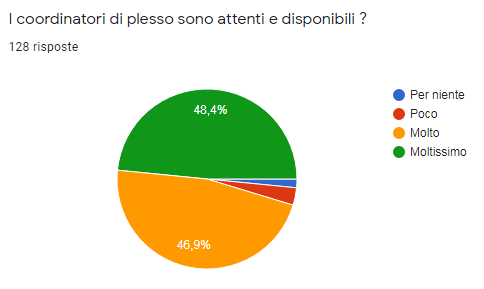 I coordinatori di plesso sono attenti e disponibili ?
128 risposte
48,4%
46,9%
Per niente
Poco
Molto
Moltissimo